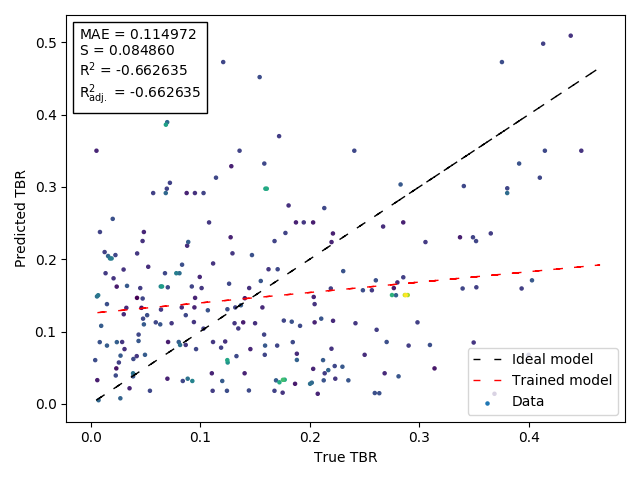 MAE = 0.114972
S = 0.084860
R² = -0.662635
R²adj. = -0.662635
Predicted TBR
0.5
0.4
0.3
0.2
0.1
0.0
0.0 0.1 0.2 0.3 0.4
True TBR
Ideal model
Trained model
Data